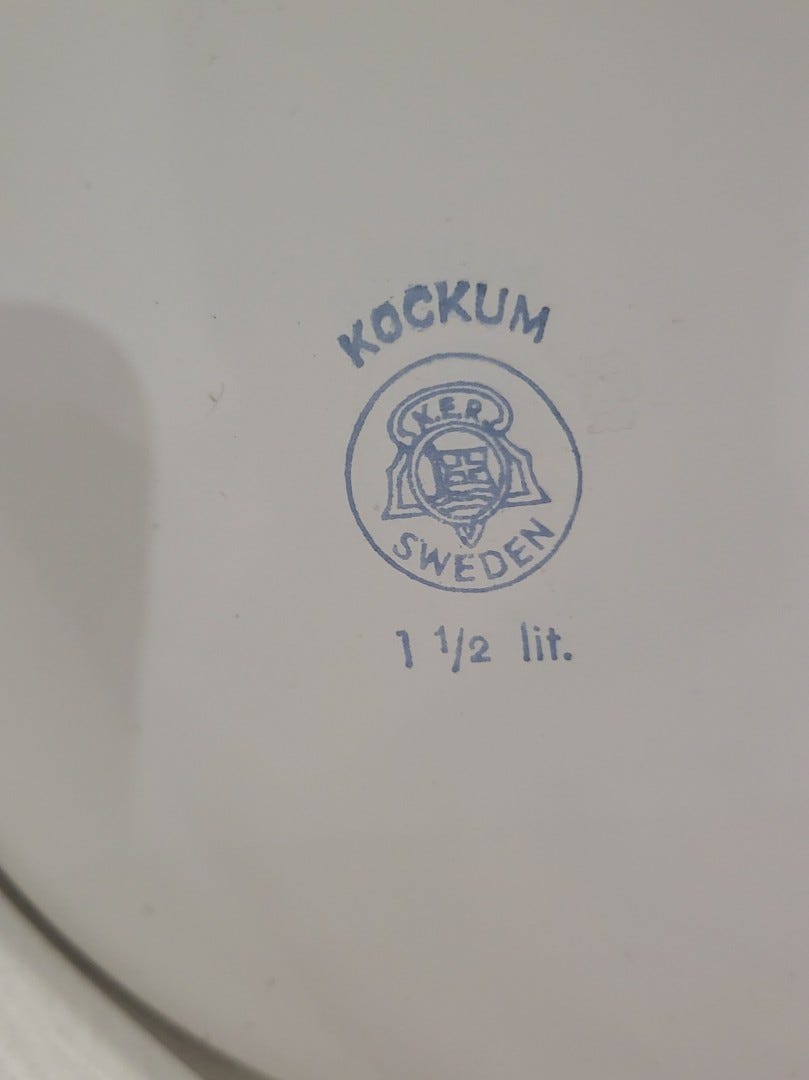 KOCKUM
K.E.R.
SWEDEN
1 1/2 lit.